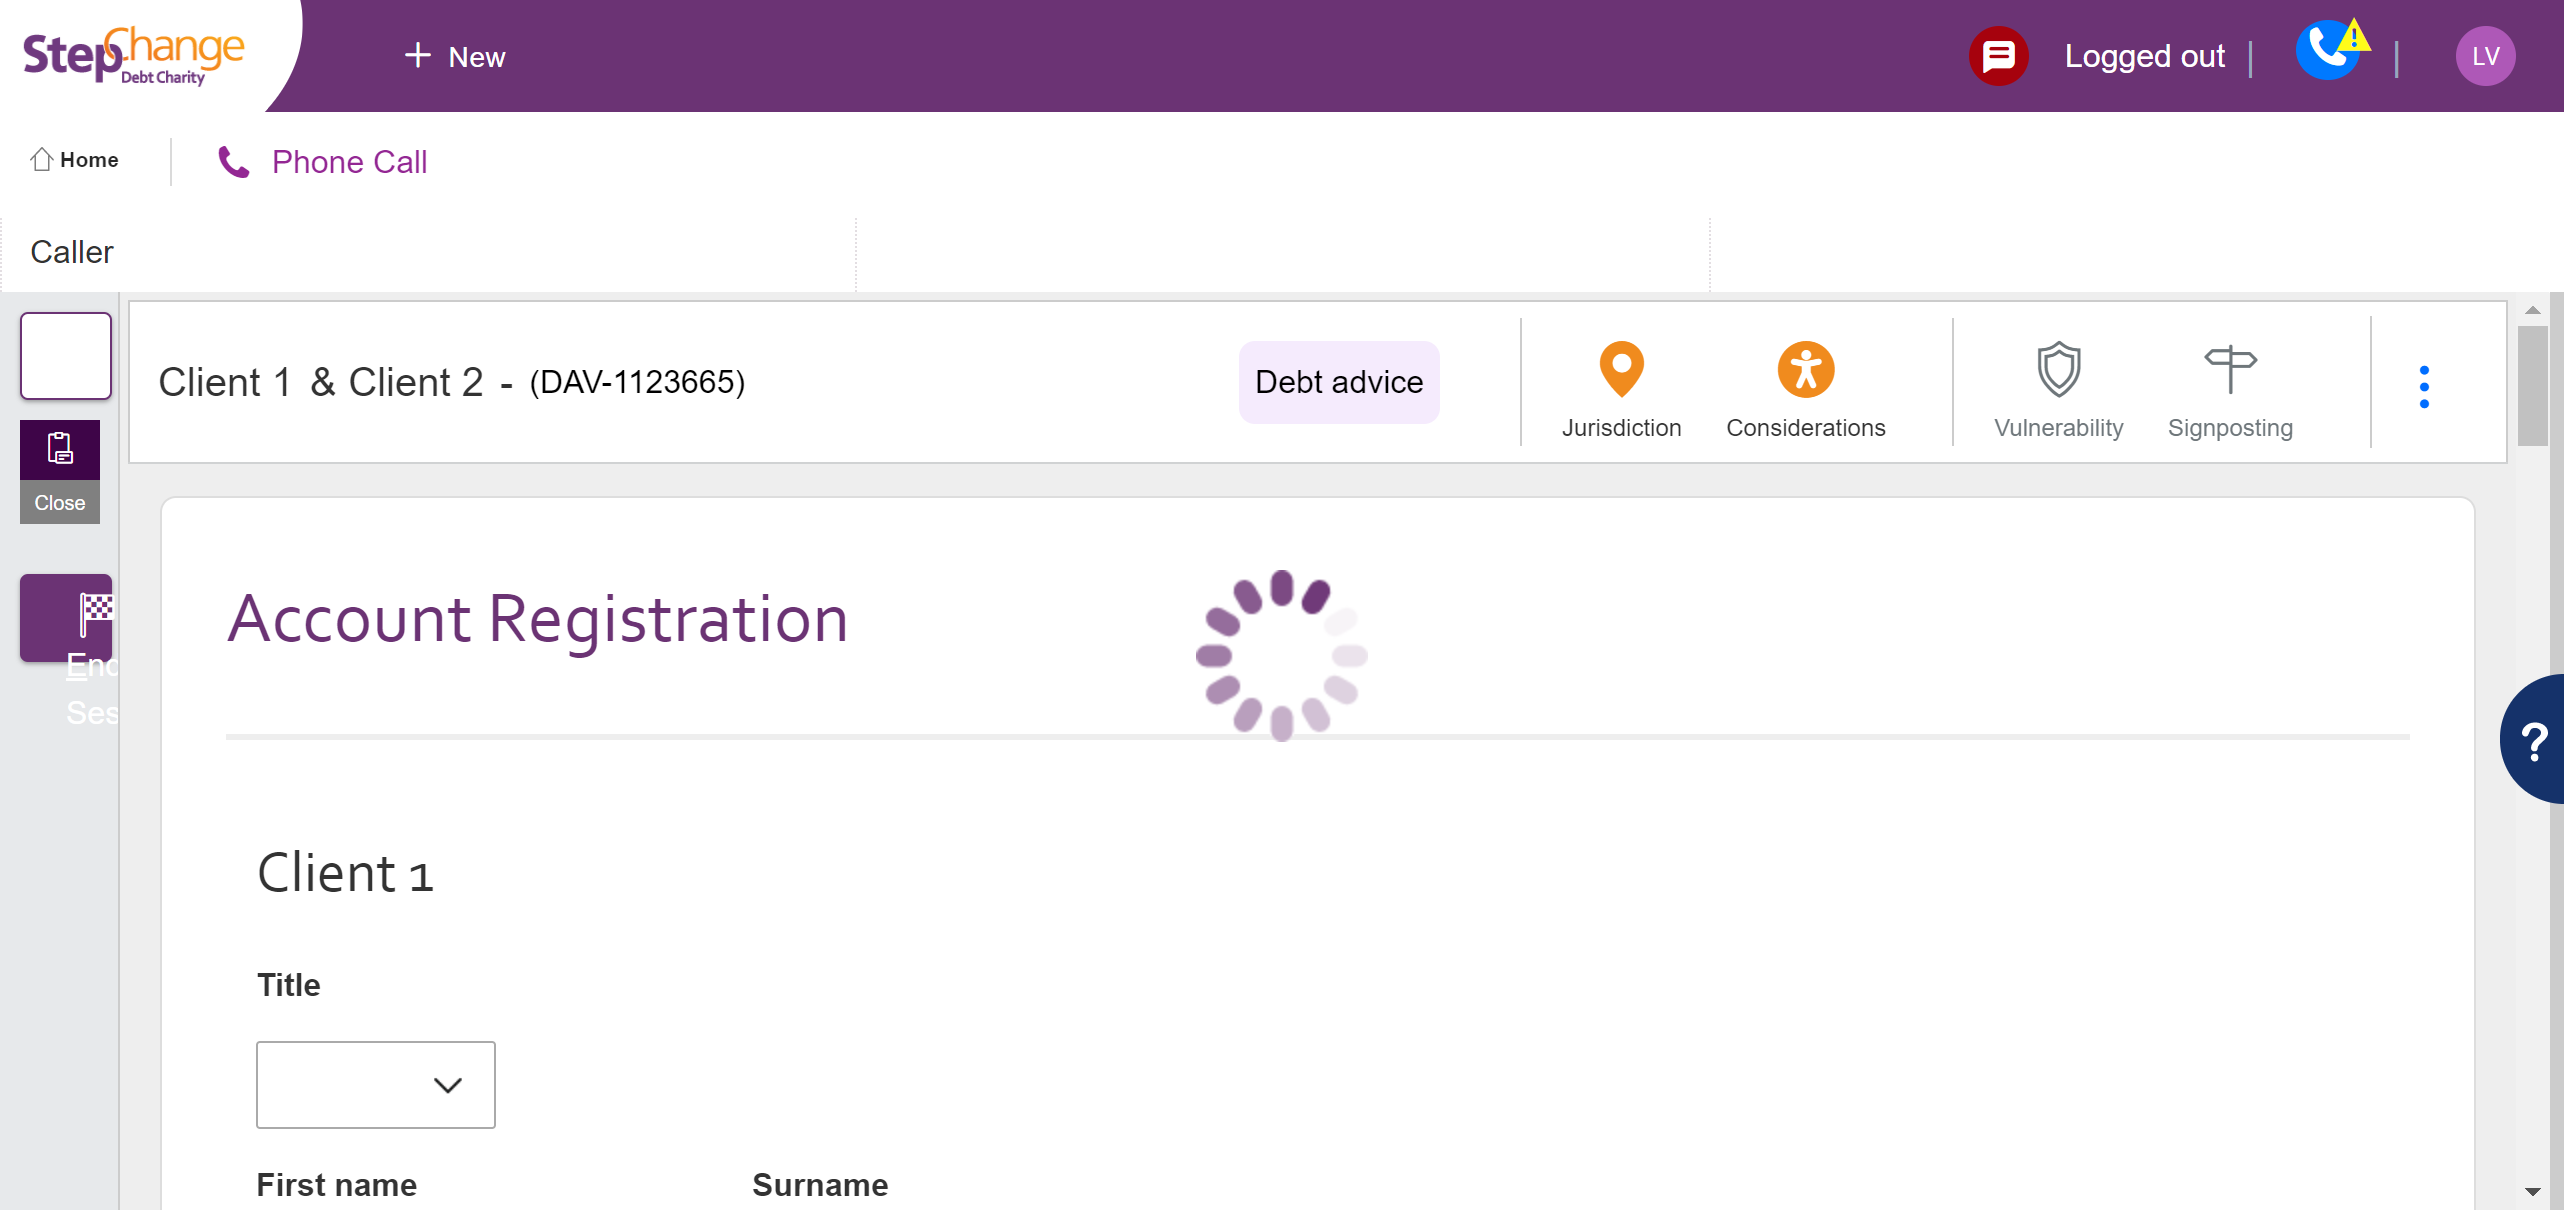 StepChange
Debt Charity
New
Logged out
LV
Home
Phone Call
Caller
Client 1 & Client 2 - (DAV-1123665)
Debt advice
Jurisdiction
Considerations
Vulnerability
Signposting
Close
End
Ses
Account Registration
Client 1
Title
First name
Surname
?